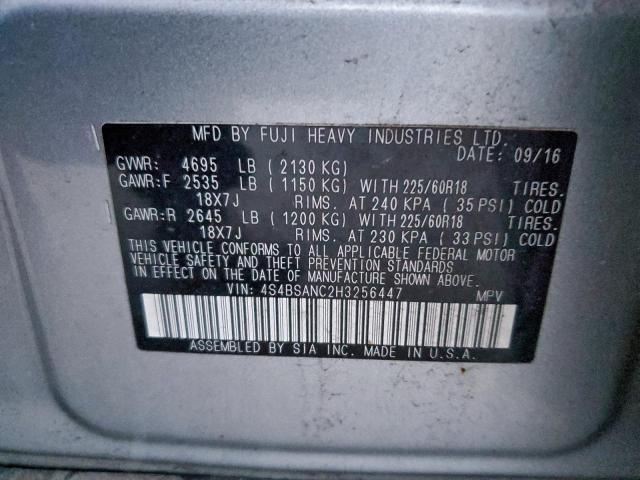 MFD BY FUJI HEAVY INDUSTRIES LTD.
DATE: 09/16
GVWR: 4695 LB (2130 KG)
GAWR:F 2535 LB (1150 KG) WITH 225/60R18 TIRES.
18X7J RIMS. AT 240 KPA (35 PSI) COLD
GAWR:R 2645 LB (1200 KG) WITH 225/60R18 TIRES.
18X7J RIMS. AT 230 KPA (33 PSI) COLD
THIS VEHICLE CONFORMS TO ALL APPLICABLE FEDERAL MOTOR
VEHICLE SAFETY AND THEFT PREVENTION STANDARDS
IN EFFECT ON THE DATE OF MANUFACTURE SHOWN ABOVE.
VIN: 4S4BSANC2H3256447 MPV
ASSEMBLED BY SIA INC. MADE IN U.S.A.